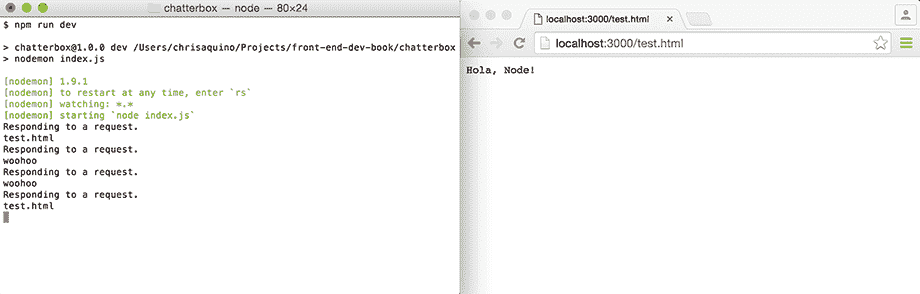 chatterbox — node — 80×24
$ npm run dev
> chatterbox@1.0.0 dev /Users/chrisaquino/Projects/front-end-dev-book/chatterbox
> nodemon index.js
[nodemon] 1.9.1
[nodemon] to restart at any time, enter `rs`
[nodemon] watching: *.*
[nodemon] starting `node index.js`
Responding to a request.
test.html
Responding to a request.
woohoo
Responding to a request.
woohoo
Responding to a request.
test.html
localhost:3000/test.html
localhost:3000/test.html
Hola, Node!